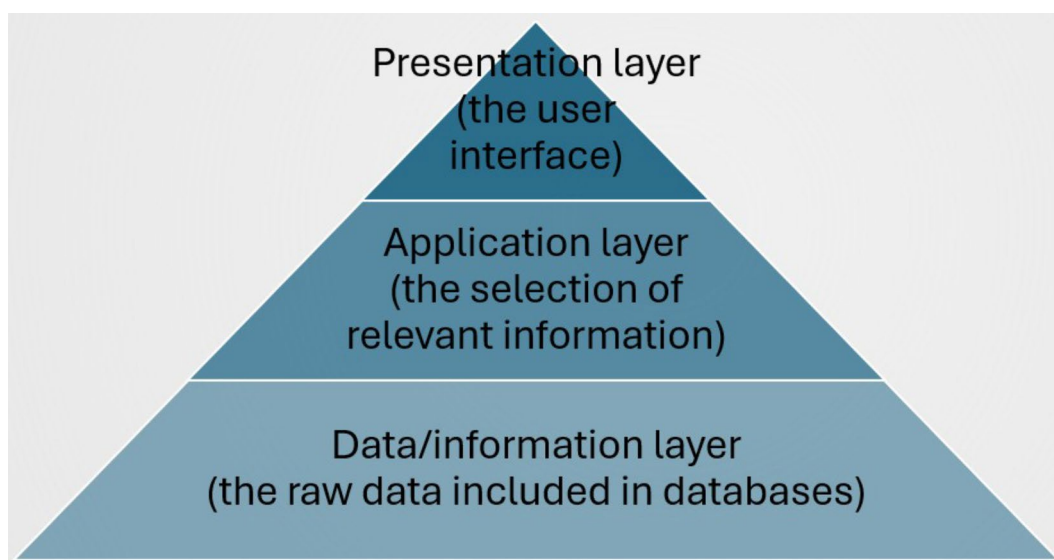 Presentation layer
(the user
interface)
Application layer
(the selection of
relevant information)
Data/information layer
(the raw data included in databases)